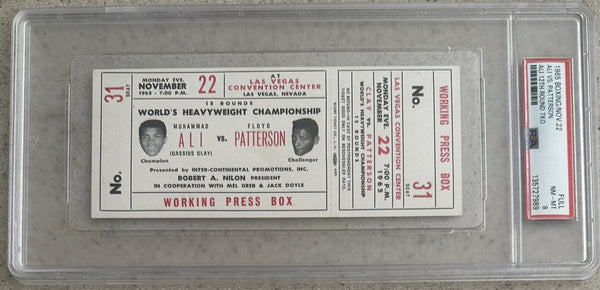 SEAT
31
No.
MONDAY EVE.
NOVEMBER
1965 - 7:00 P.M.
22
AT
LAS VEGAS
CONVENTION CENTER
LAS VEGAS, NEVADA
15 ROUNDS
WORLD'S HEAVYWEIGHT CHAMPIONSHIP
MUHAMMAD
ALI
(CASSIUS CLAY)
VS.
FLOYD
PATTERSON
Champion
Challenger
Presented by INTER-CONTINENTAL PROMOTIONS, INC.
ROBERT A. NILON PRESIDENT
IN COOPERATION WITH MEL GREB & JACK DOYLE
WORKING PRESS BOX
15 ROUNDS
WORLD'S HEAVYWEIGHT CHAMPIONSHIP
CLAY vs. PATTERSON
MONDAY EVE.
NOVEMBER
22
7:00 P.M.
1965
LAS VEGAS CONVENTION CENTER
No.
SEAT
31
WORKING PRESS BOX
1965 BOXING NOV 22
ALI VS. PATTERSON
ALI 12TH ROUND TKO
FULL
NM-MT
8
PSA
135727989